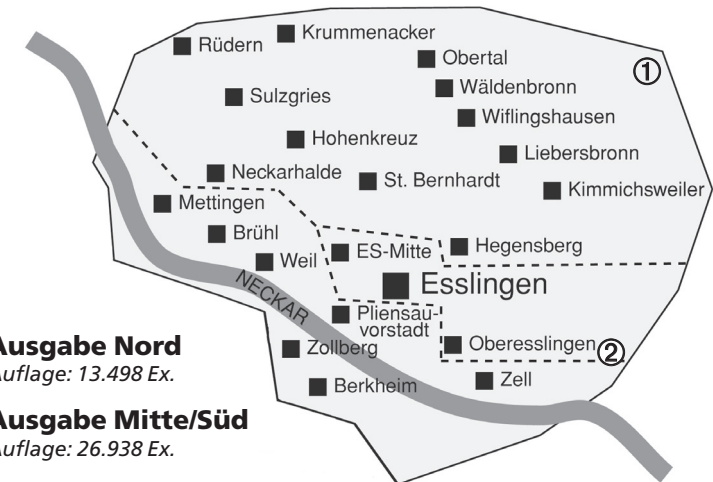 Krummenacker
Rüdern
①
Obertal
Wäldenbronn
Sulzgries
Wiflingshausen
Hohenkreuz
Liebersbronn
Neckarhalde
St. Bernhardt
Kimmichsweiler
Mettingen
Brühl
ES-Mitte
Hegensberg
Weil
Esslingen
NECKAR
Pliensau-
vorstadt
Zollberg
Oberesslingen
②
Berkheim
Zell
Ausgabe Nord
Auflage: 13.498 Ex.
Ausgabe Mitte/Süd
Auflage: 26.938 Ex.